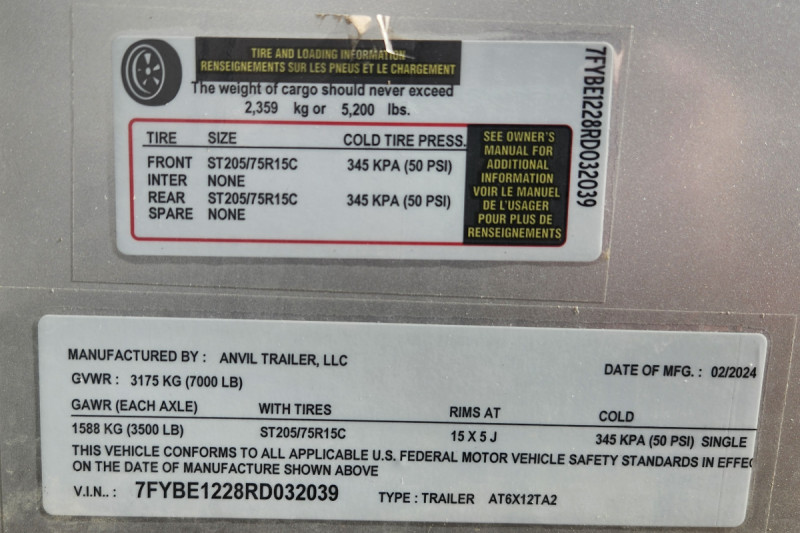 TIRE AND LOADING INFORMATION
RENSEIGNEMENTS SUR LES PNEUS ET LE CHARGEMENT
The weight of cargo should never exceed
2,359 kg or 5,200 lbs.
TIRE SIZE COLD TIRE PRESS.
FRONT ST205/75R15C 345 KPA (50 PSI)
INTER NONE
REAR ST205/75R15C 345 KPA (50 PSI)
SPARE NONE
SEE OWNER'S
MANUAL FOR
ADDITIONAL
INFORMATION
VOIR LE MANUEL
DE L'USAGER
POUR PLUS DE
RENSEIGNEMENTS
7FYBE1228RD032039
MANUFACTURED BY : ANVIL TRAILER, LLC
DATE OF MFG. : 02/2024
GVWR : 3175 KG (7000 LB)
GAWR (EACH AXLE) WITH TIRES RIMS AT COLD
1588 KG (3500 LB) ST205/75R15C 15 X 5 J 345 KPA (50 PSI) SINGLE
THIS VEHICLE CONFORMS TO ALL APPLICABLE U.S. FEDERAL MOTOR VEHICLE SAFETY STANDARDS IN EFFEC
ON THE DATE OF MANUFACTURE SHOWN ABOVE
V.I.N.. : 7FYBE1228RD032039 TYPE : TRAILER AT6X12TA2